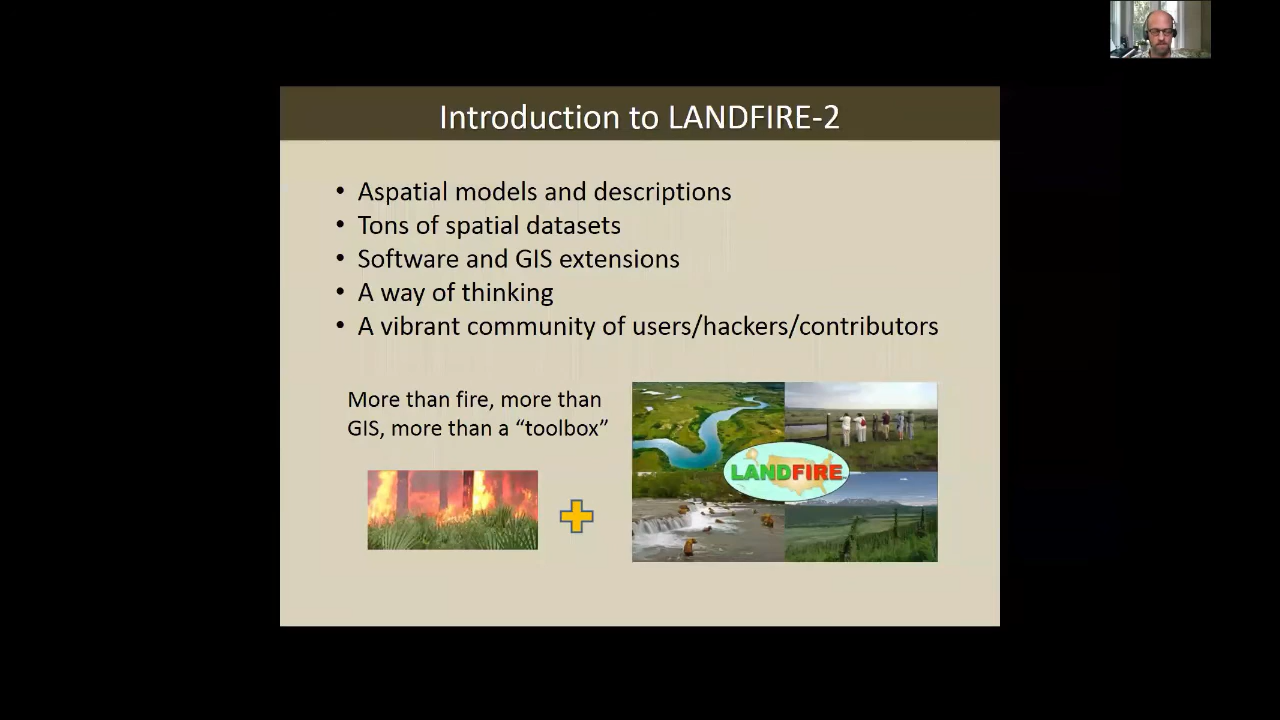 Introduction to LANDFIRE-2
• Aspatial models and descriptions
• Tons of spatial datasets
• Software and GIS extensions
• A way of thinking
• A vibrant community of users/hackers/contributors
More than fire, more than
GIS, more than a “toolbox”
LANDFIRE